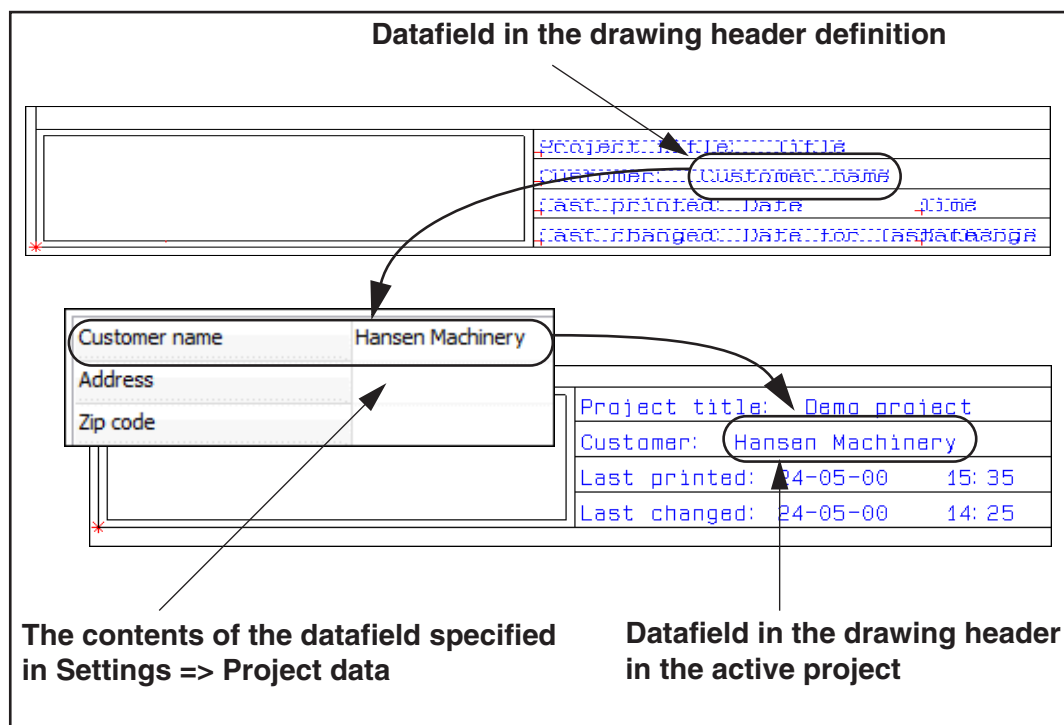 Datafield in the drawing header definition
Project title: Title
Customer: Customer name
Last printed: Date Time
Last changed: Date for las
Customer name Hansen Machinery
Address
Zip code
Project title: Demo project
Customer: Hansen Machinery
Last printed: 24-05-00 15:35
Last changed: 24-05-00 14:25
The contents of the datafield specified
in Settings => Project data
Datafield in the drawing header
in the active project